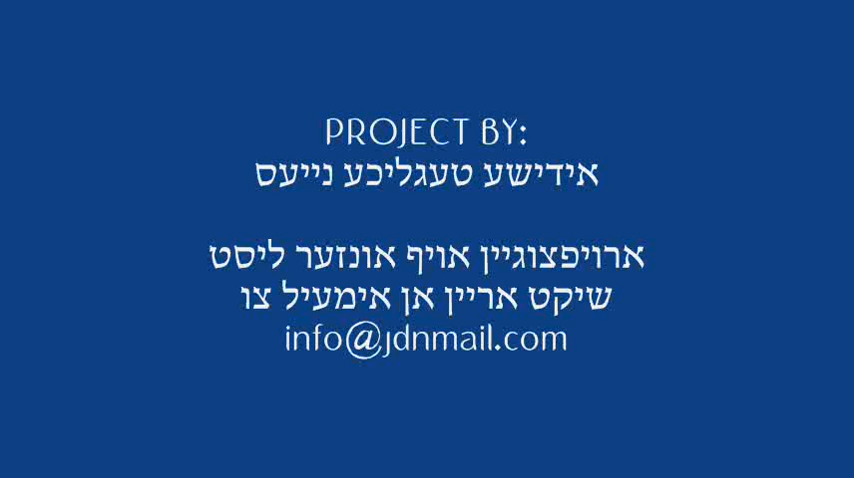 PROJECT BY:
אידישע טעגליכע נייעס
ארויפצוגיין אויף אונזער ליסט
שיקט אריין אן אימעיל צו
info@jdnmail.com